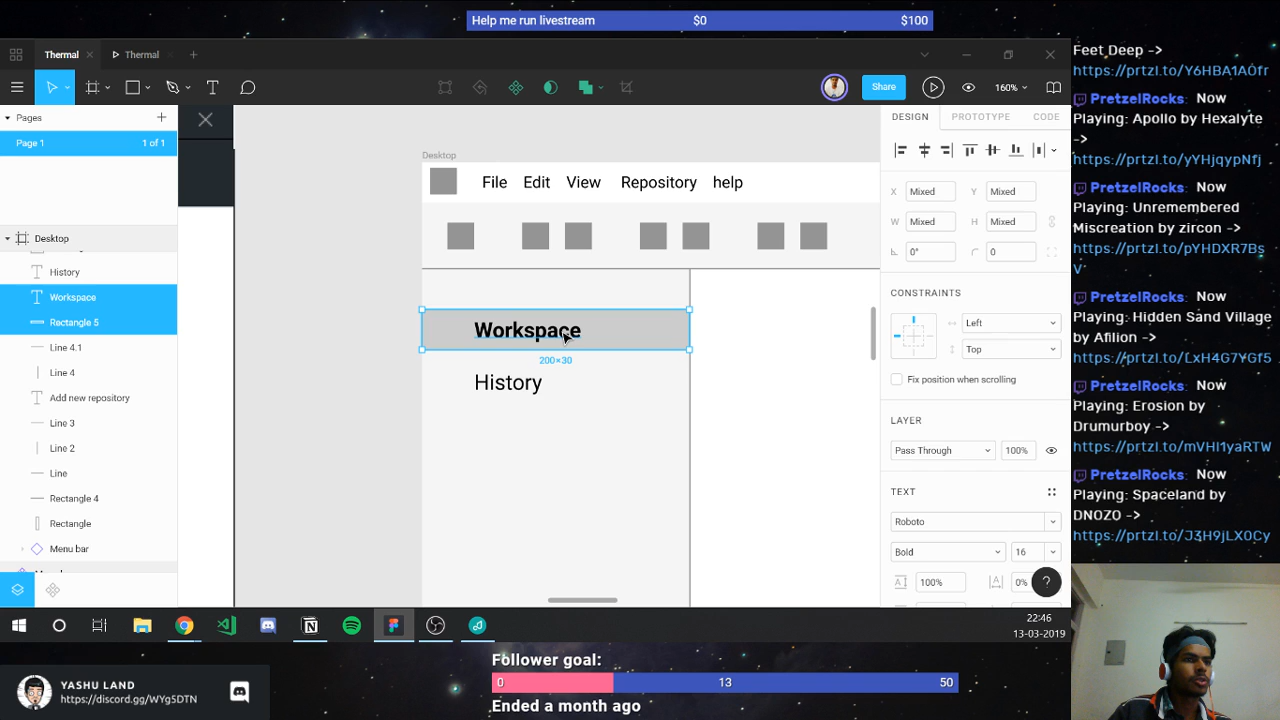 Help me run livestream $0 $100
Thermal Thermal
Share 160%
Pages
Page 1 1 of 1
Desktop
History
Workspace
Rectangle 5
Line 4.1
Line 4
Add new repository
Line 3
Line 2
Line
Rectangle 4
Rectangle
Menu bar
Desktop
File Edit View Repository help
Workspace
200×30
History
DESIGN PROTOTYPE CODE
X Mixed Y Mixed
W Mixed H Mixed
0° 0
CONSTRAINTS
Left
Top
Fix position when scrolling
LAYER
Pass Through 100%
TEXT
Roboto
Bold 16
100% 0%
?
22:46
13-03-2019
Feet Deep ->
https://prtzl.to/Y6HBA1A0fr
PretzelRocks: Now
Playing: Apollo by Hexalyte
->
https://prtzl.to/yYHjqypNfj
PretzelRocks: Now
Playing: Unremembered
Miscreation by zircon ->
https://prtzl.to/pYHDXR7Bs
V
PretzelRocks: Now
Playing: Hidden Sand Village
by Afilion ->
https://prtzl.to/LxH4G7YGf5
PretzelRocks: Now
Playing: Erosion by
Drumurboy ->
https://prtzl.to/mVHl1yaRTW
PretzelRocks: Now
Playing: Spaceland by
DNOZO ->
https://prtzl.to/J3H9jLX0Cy
YASHU LAND
https://discord.gg/WYg5DTN
Follower goal:
0 13 50
Ended a month ago